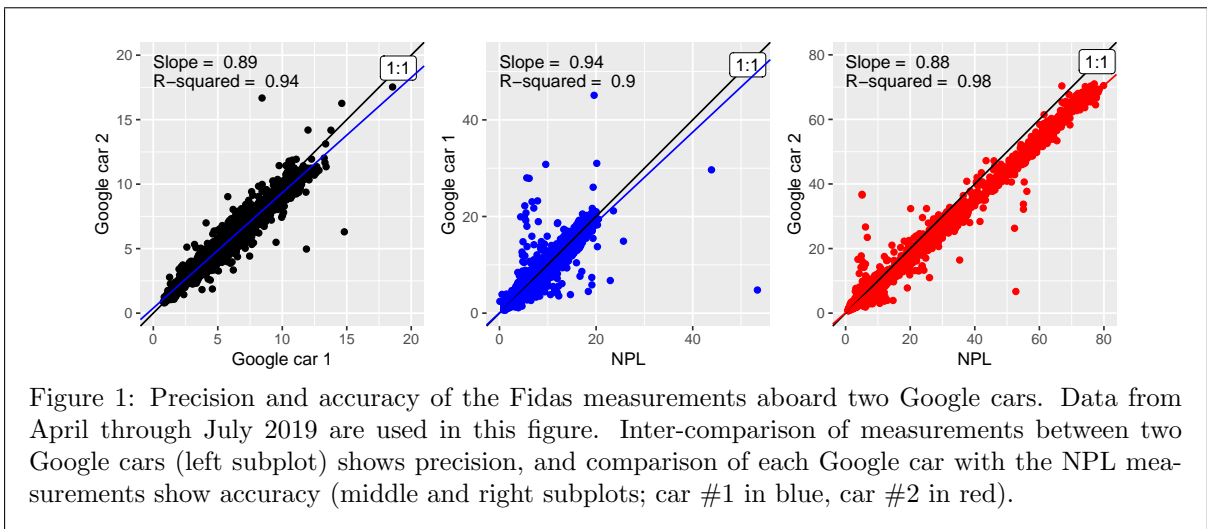 Slope = 0.89
R−squared = 0.94
1:1
20
15
10
5
0
Google car 2
0 5 10 15 20
Google car 1
Slope = 0.94
R−squared = 0.9
1:1
40
20
0
Google car 1
0 20 40
NPL
Slope = 0.88
R−squared = 0.98
1:1
80
60
40
20
0
Google car 2
0 20 40 60 80
NPL
Figure 1: Precision and accuracy of the Fidas measurements aboard two Google cars. Data from
April through July 2019 are used in this figure. Inter-comparison of measurements between two
Google cars (left subplot) shows precision, and comparison of each Google car with the NPL mea-
surements show accuracy (middle and right subplots; car #1 in blue, car #2 in red).